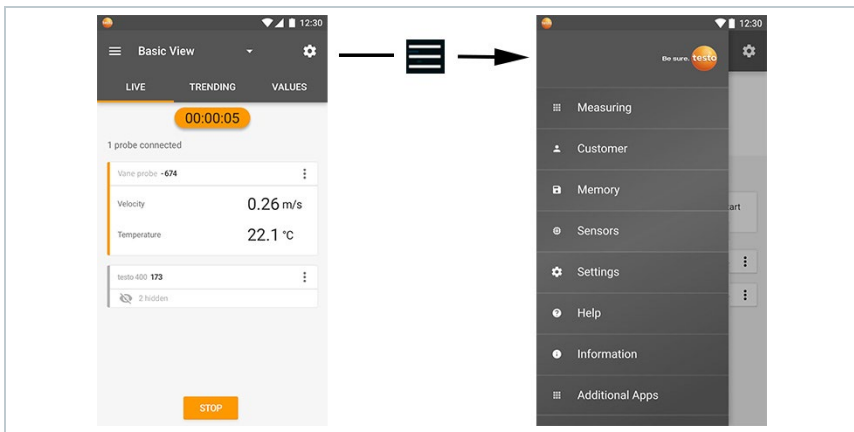 12:30
Basic View
LIVE TRENDING VALUES
00:00:05
1 probe connected
Vane probe -674
Velocity 0.26 m/s
Temperature 22.1 °C
testo 400 173
2 hidden
STOP
12:30
Be sure. testo
Measuring
Customer
Memory
Sensors
Settings
Help
Information
Additional Apps